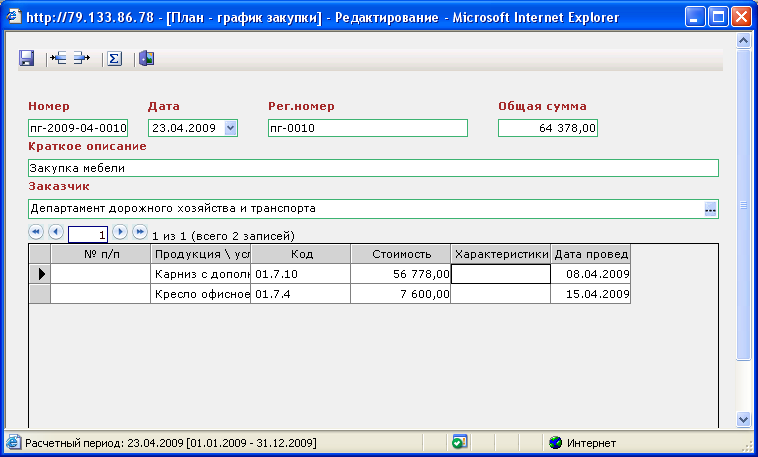 http://79.133.86.78 - [План - график закупки] - Редактирование - Microsoft Internet Explorer
Номер Дата Рег.номер Общая сумма
пг-2009-04-0010 23.04.2009 пг-0010 64 378,00
Краткое описание
Закупка мебели
Заказчик
Департамент дорожного хозяйства и транспорта ...
1 1 из 1 (всего 2 записей)
№ п/п Продукция \ усл Код Стоимость Характеристики Дата провед
Карниз с допол 01.7.10 56 778,00 08.04.2009
Кресло офисное 01.7.4 7 600,00 15.04.2009
Расчетный период: 23.04.2009 [01.01.2009 - 31.12.2009] Интернет